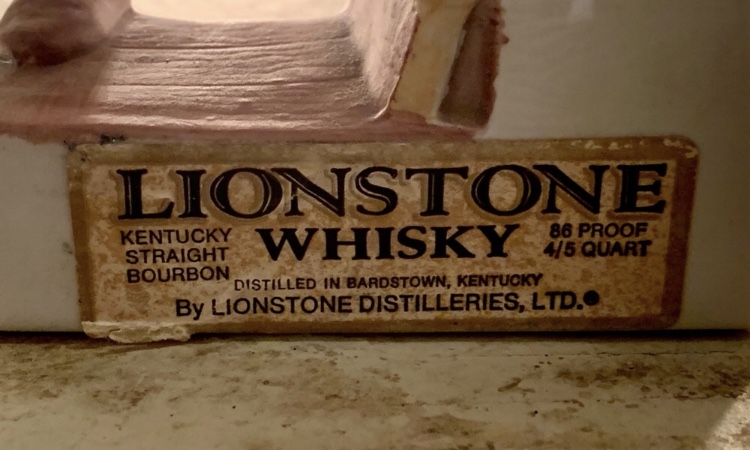 LIONSTONE
KENTUCKY
STRAIGHT
BOURBON
WHISKY
86 PROOF
4/5 QUART
DISTILLED IN BARDSTOWN, KENTUCKY
By LIONSTONE DISTILLERIES, LTD.